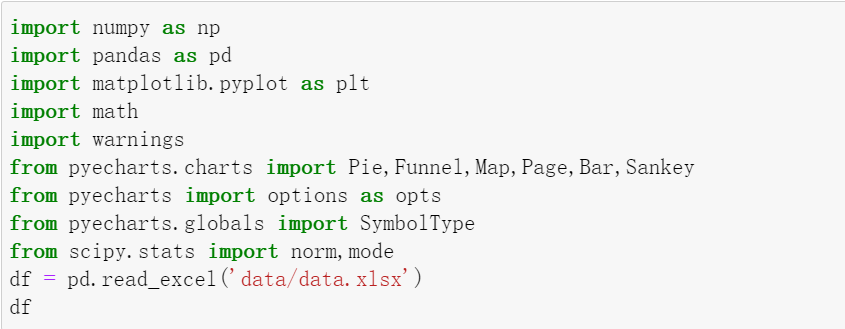 import numpy as np
import pandas as pd
import matplotlib.pyplot as plt
import math
import warnings
from pyecharts.charts import Pie,Funnel,Map,Page,Bar,Sankey
from pyecharts import options as opts
from pyecharts.globals import SymbolType
from scipy.stats import norm,mode
df = pd.read_excel('data/data.xlsx')
df